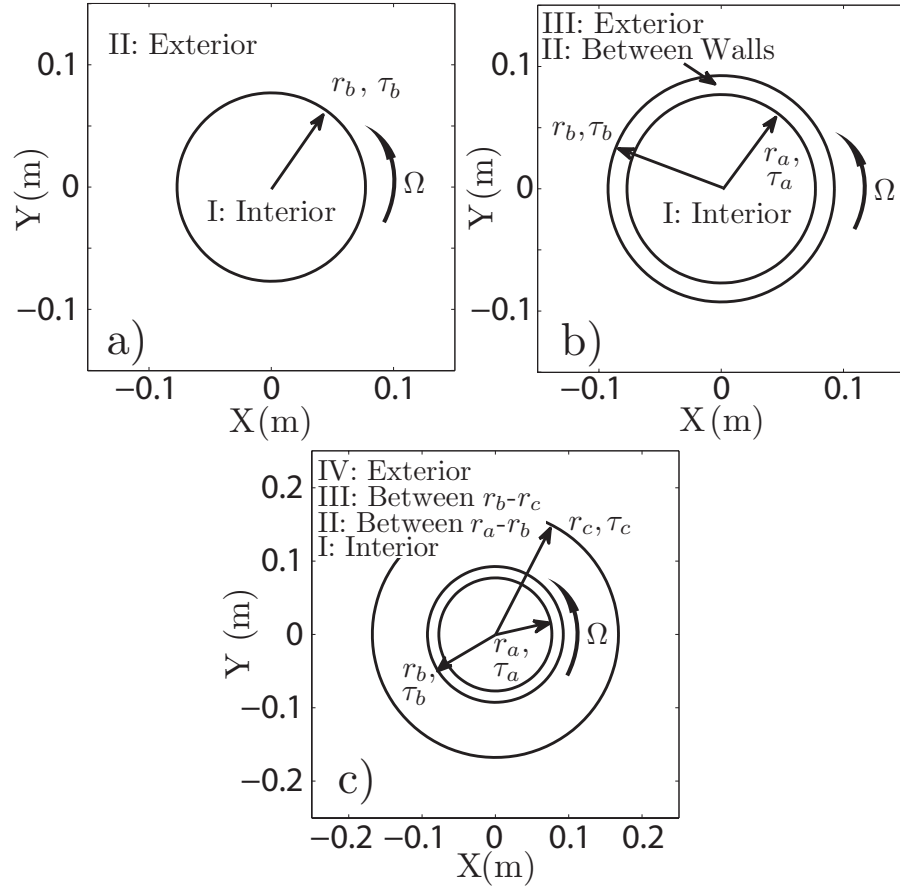 II: Exterior
r_b, τ_b
I: Interior
Ω
0.1
0
−0.1
Y(m)
a)
−0.1
0
0.1
X(m)
III: Exterior
II: Between Walls
r_b,τ_b
r_a,
τ_a
I: Interior
Ω
0.1
0
−0.1
Y(m)
b)
−0.1
0
0.1
X(m)
IV: Exterior
III: Between r_b-r_c
II: Between r_a-r_b
I: Interior
r_c,τ_c
r_a,
τ_a
r_b,
τ_b
Ω
0.2
0.1
0
−0.1
−0.2
Y (m)
c)
−0.2
−0.1
0
0.1
0.2
X(m)